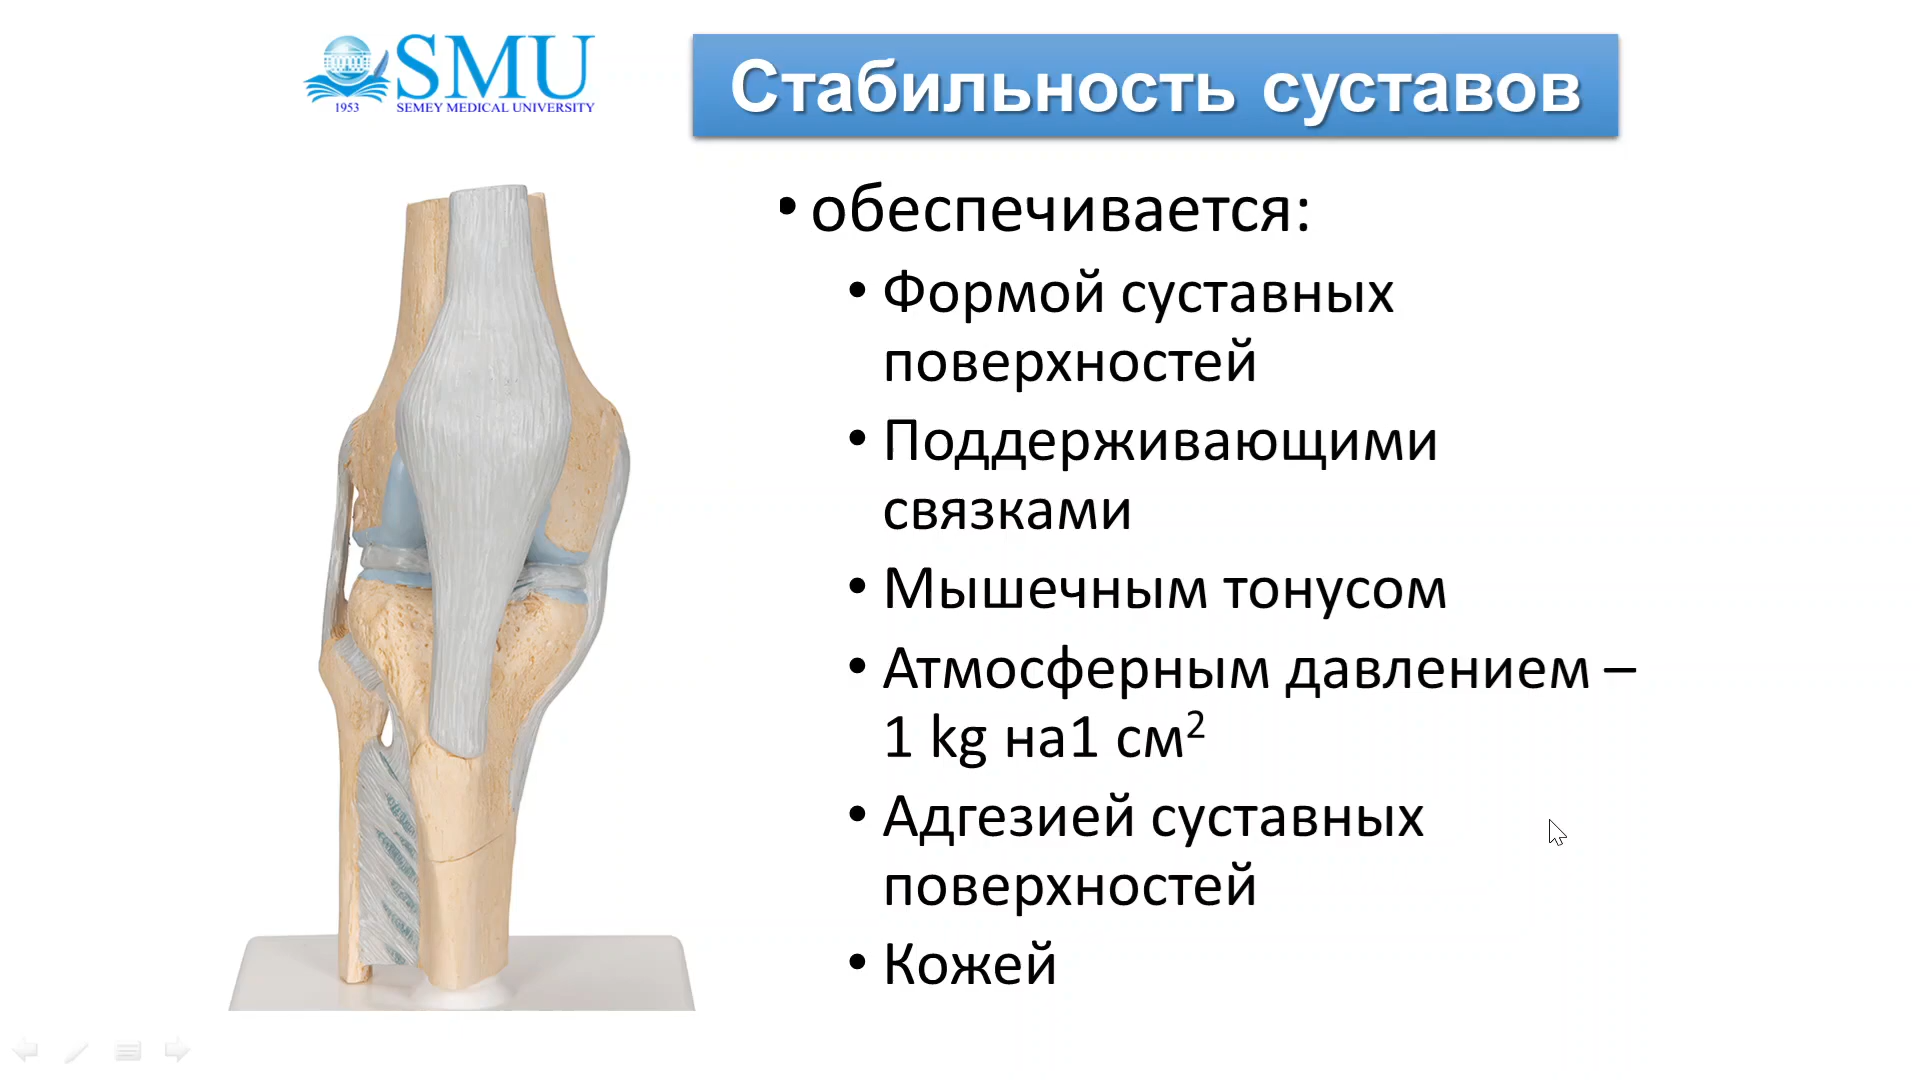 SMU
1953 SEMEY MEDICAL UNIVERSITY
Стабильность суставов
• обеспечивается:
• Формой суставных
поверхностей
• Поддерживающими
связками
• Мышечным тонусом
• Атмосферным давлением –
1 kg на1 см²
• Адгезией суставных
поверхностей
• Кожей